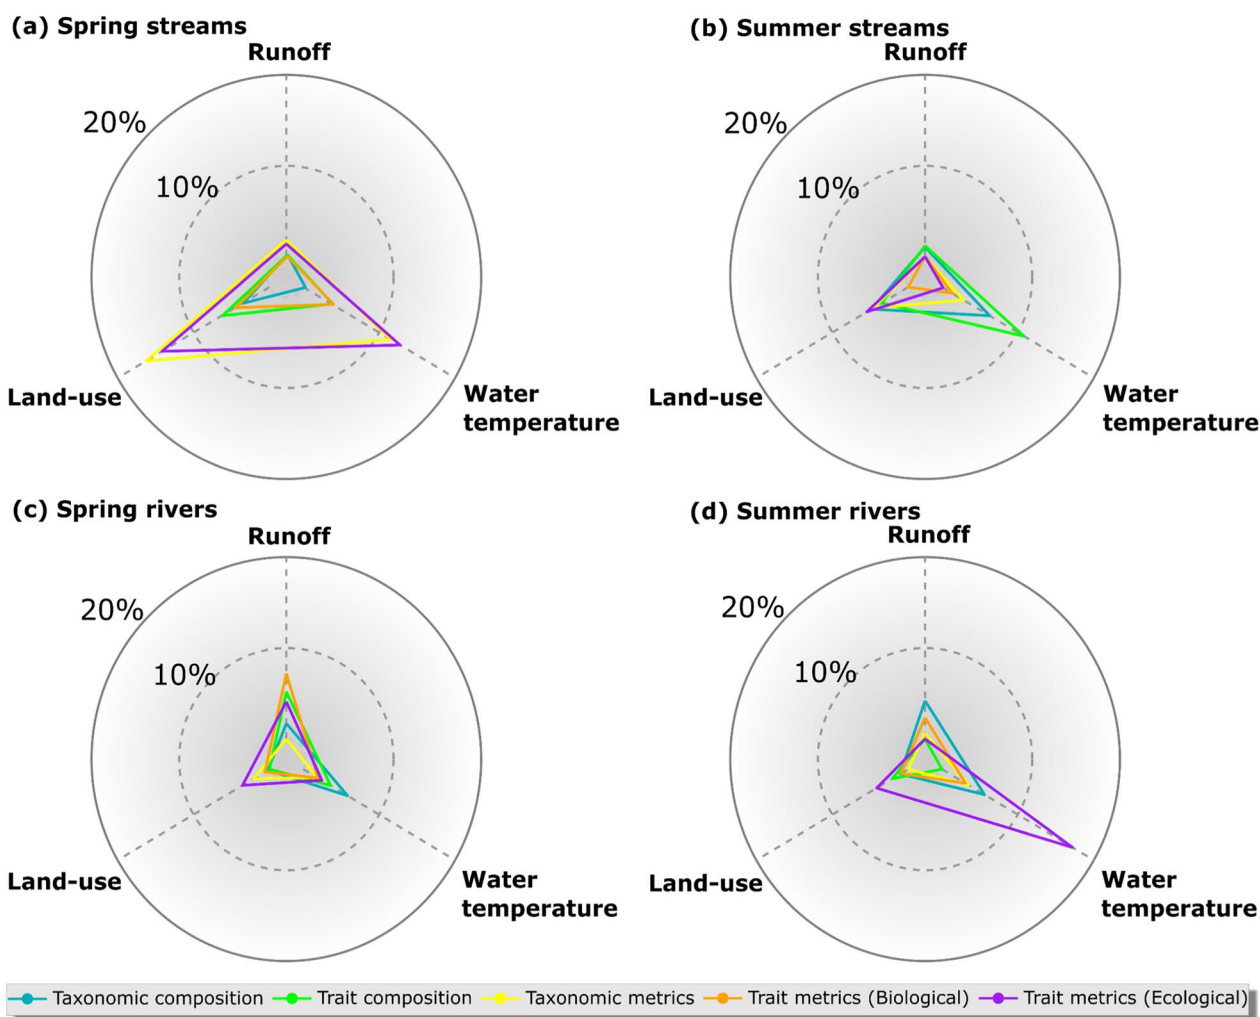 (a) Spring streams
Runoff
20%
10%
Land-use
Water
temperature
(b) Summer streams
Runoff
20%
10%
Land-use
Water
temperature
(c) Spring rivers
Runoff
20%
10%
Land-use
Water
temperature
(d) Summer rivers
Runoff
20%
10%
Land-use
Water
temperature
Taxonomic composition Trait composition Taxonomic metrics Trait metrics (Biological) Trait metrics (Ecological)